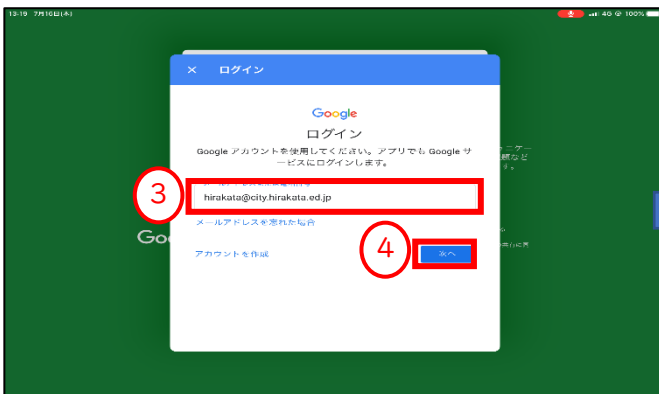 13:19 7月16日(木)
4G 100%
× ログイン
Google
ログイン
Google アカウントを使用してください。アプリでも Google サ
ービスにログインします。
3
hirakata@city.hirakata.ed.jp
メールアドレスを忘れた場合
Goo
4
アカウントを作成
次へ